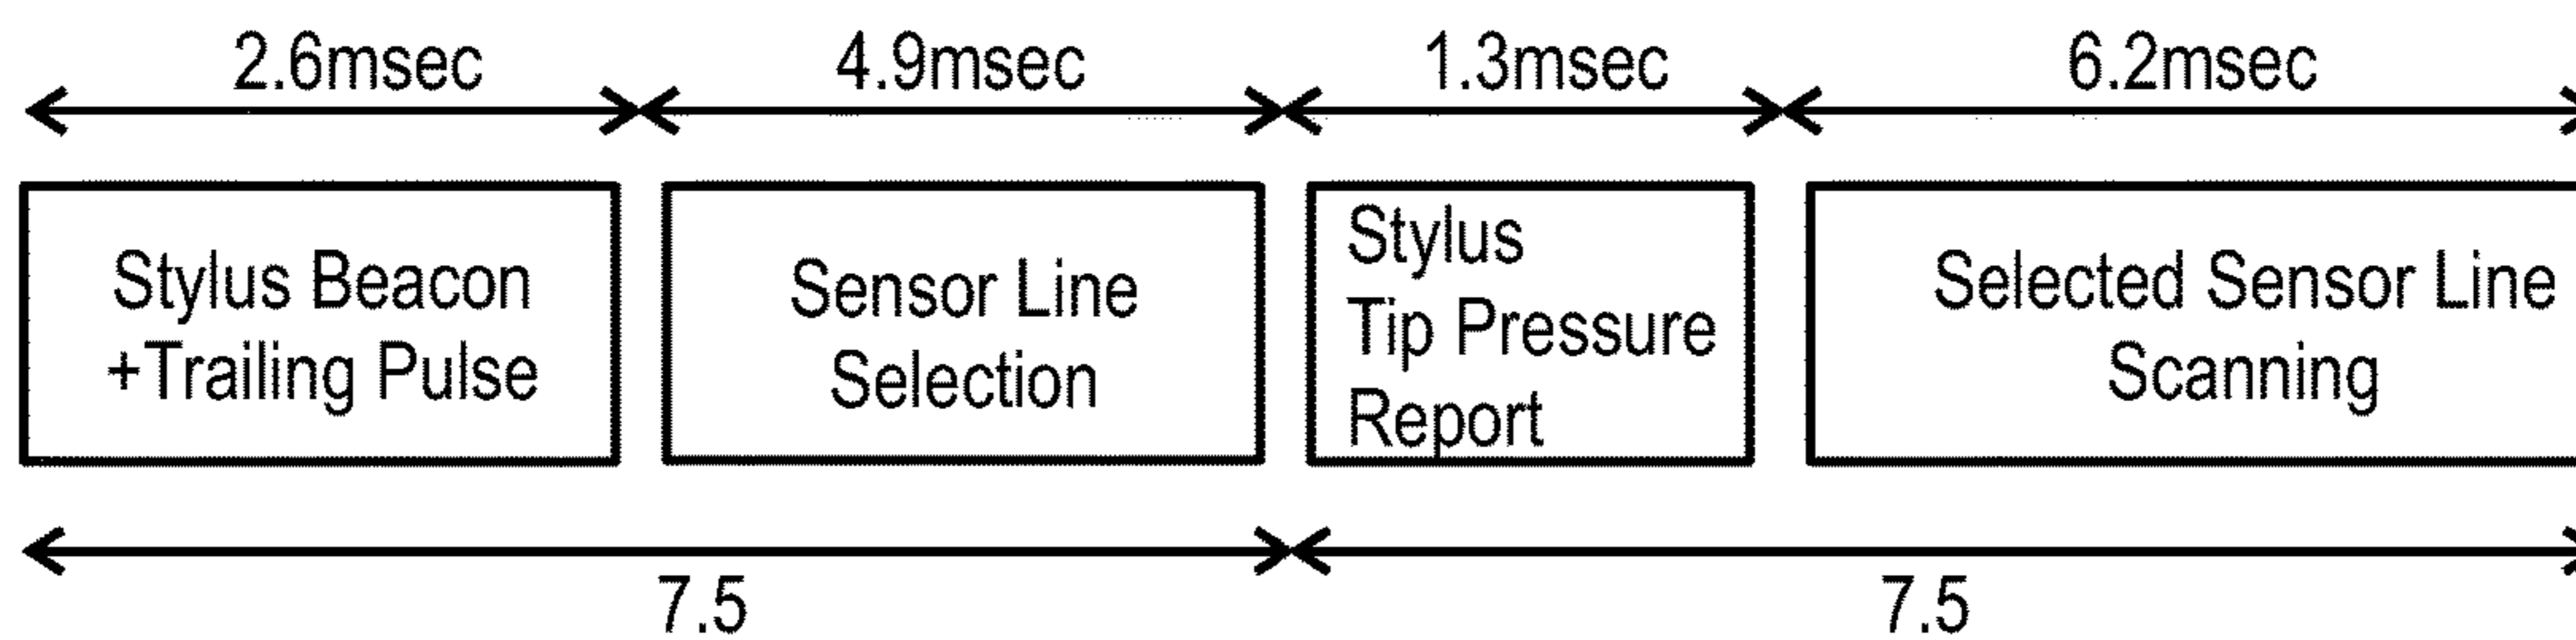 2.6msec 4.9msec 1.3msec 6.2msec
Stylus Beacon
+Trailing Pulse
Sensor Line
Selection
Stylus
Tip Pressure
Report
Selected Sensor Line
Scanning
7.5 7.5